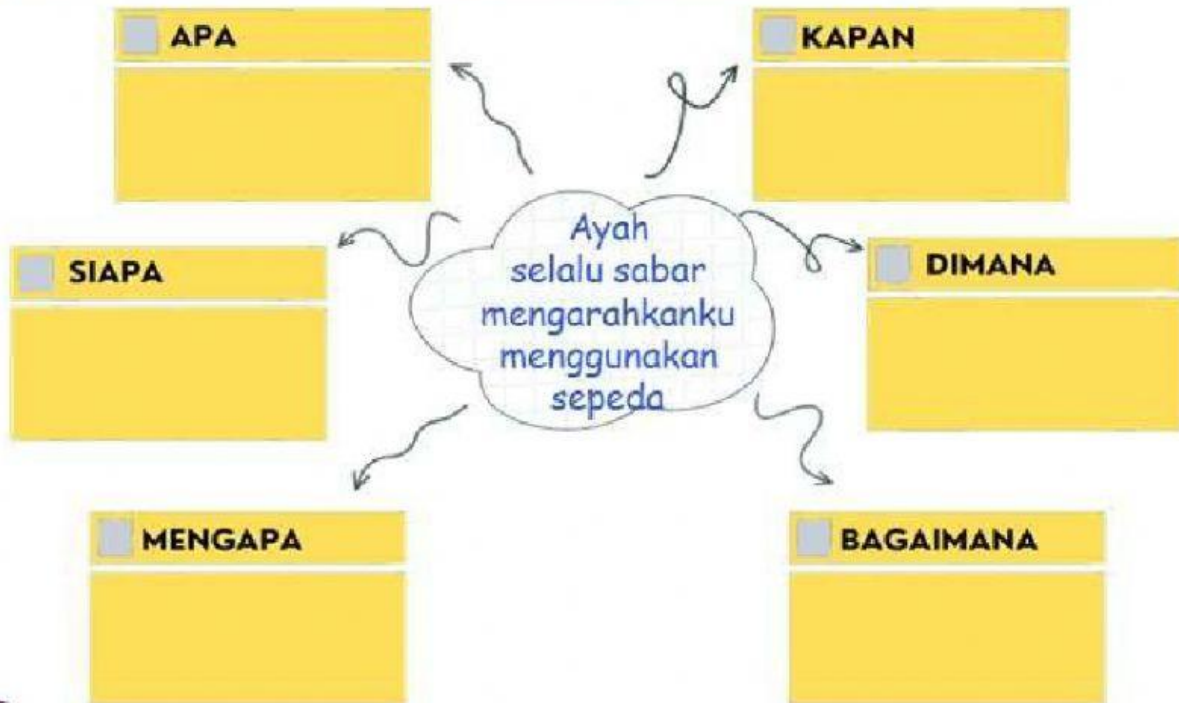 APA
KAPAN
SIAPA
Ayah
selalu sabar
mengarahkanku
menggunakan
sepeda
DIMANA
MENGAPA
BAGAIMANA